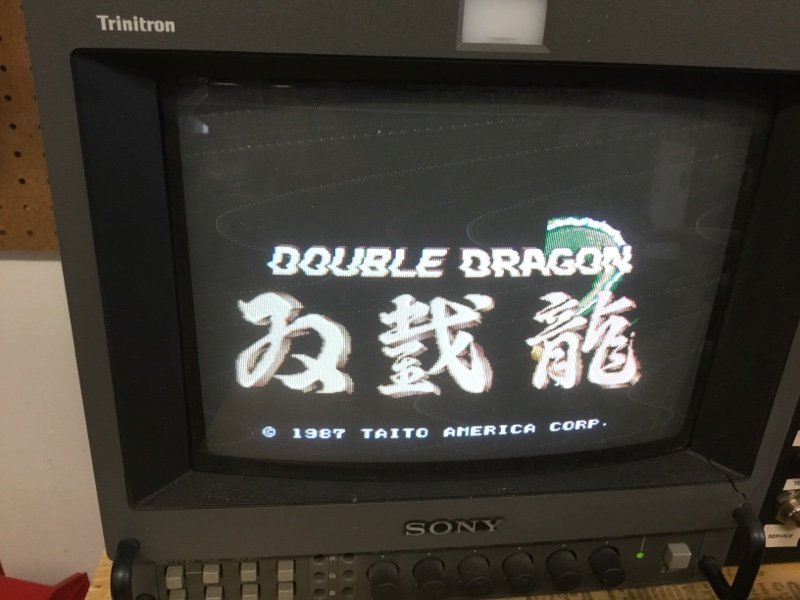 Trinitron
DOUBLE DRAGON
双截龍
© 1987 TAITO AMERICA CORP.
SONY
R
G
B
SERVICE